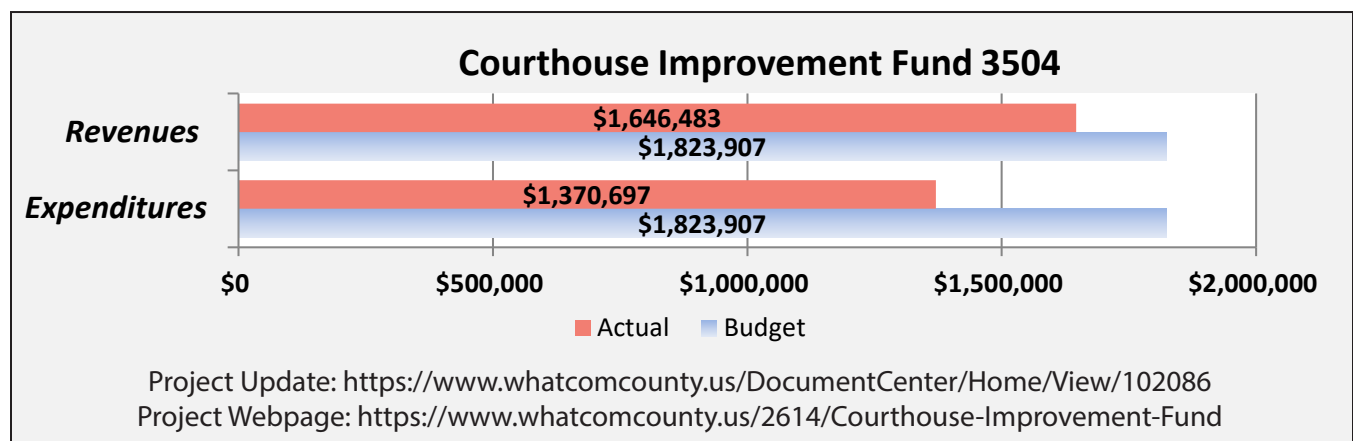 Courthouse Improvement Fund 3504
Revenues
$1,646,483
$1,823,907
Expenditures
$1,370,697
$1,823,907
$0 $500,000 $1,000,000 $1,500,000 $2,000,000
Actual Budget
Project Update: https://www.whatcomcounty.us/DocumentCenter/Home/View/102086
Project Webpage: https://www.whatcomcounty.us/2614/Courthouse-Improvement-Fund